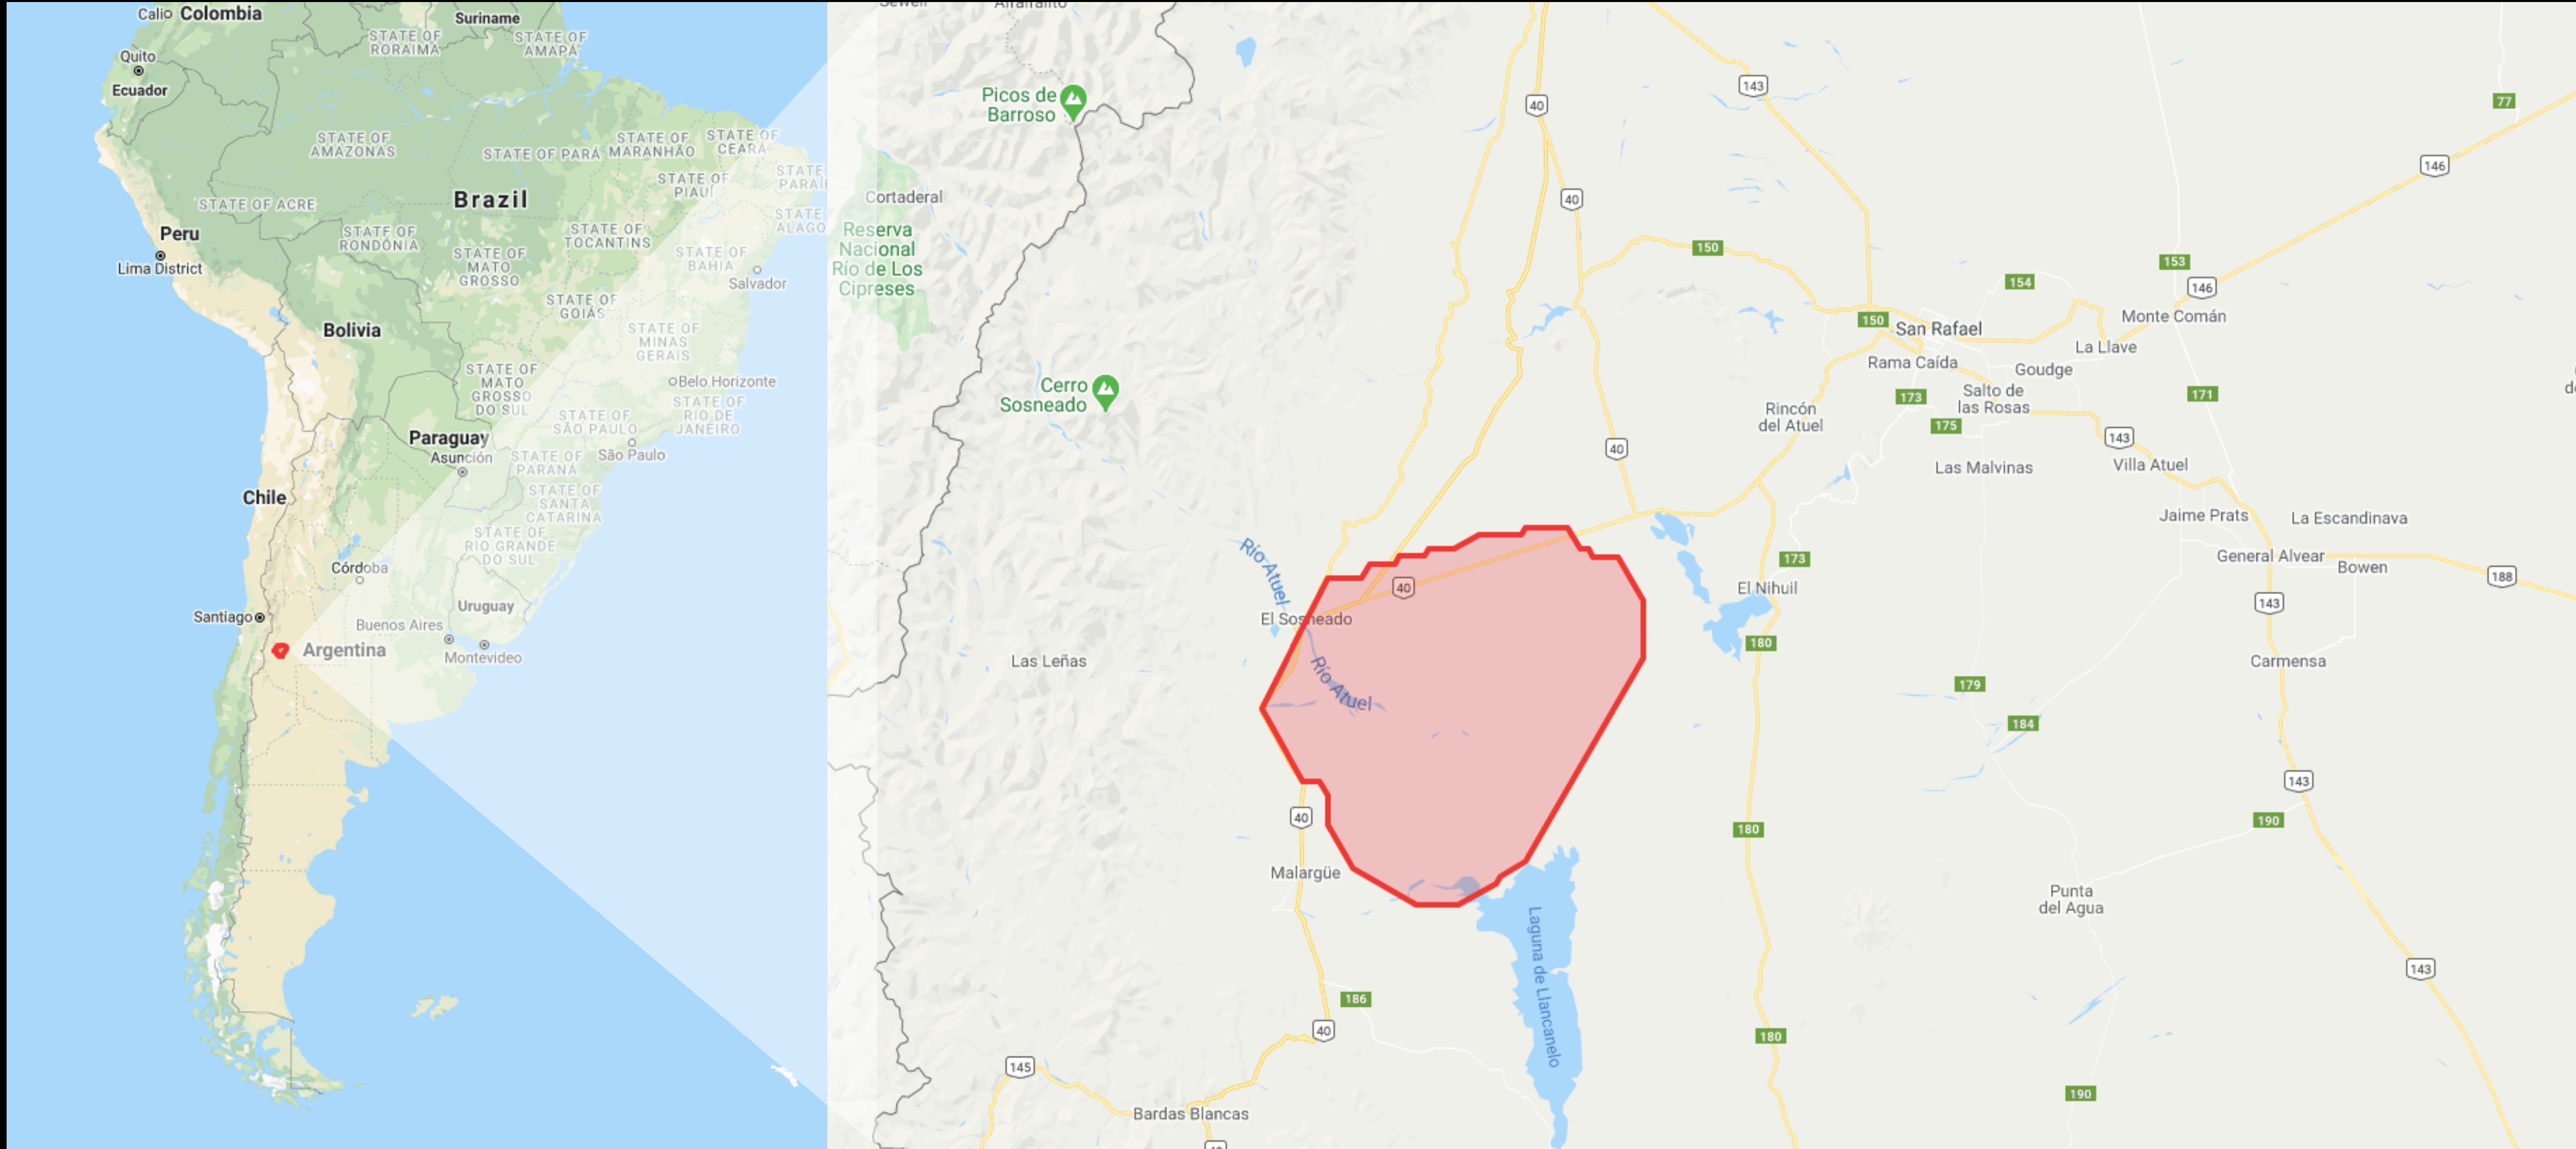 Calio
Colombia
Suriname
STATE OF
RORAIMA
STATE OF
AMAPÁ
Quito
Ecuador
STATE OF
AMAZONAS
STATE OF PARÁ
STATE OF
MARANHÃO
STATE OF
CEARÁ
STATE OF
PIAUÍ
STATE
STATE OF ACRE
Brazil
STATE
ALAGO
Peru
STATE OF
RONDÔNIA
STATE OF
TOCANTINS
STATE OF
MATO
GROSSO
STATE OF
BAHIA
Lima District
Salvador
STATE OF
GOIÁS
Bolivia
STATE OF
MINAS
GERAIS
STATE OF
MATO
GROSSO
DO SUL
Belo Horizonte
STATE OF
RIO DE
JANEIRO
STATE OF
SÃO PAULO
Paraguay
Asunción
STATE OF
PARANÁ
São Paulo
Chile
STATE OF
SANTA
CATARINA
STATE OF
RIO GRANDE
DO SUL
Córdoba
Uruguay
Santiago
Buenos Aires
Argentina
Montevideo
Picos de
Barroso
Cortaderal
Reserva
Nacional
Río de Los
Cipreses
Cerro
Sosneado
40
143
77
146
40
150
153
154
146
150
San Rafael
Monte Comán
La Llave
Rama Caída
Goudge
173
Salto de
las Rosas
171
Rincón
del Atuel
175
143
40
Las Malvinas
Villa Atuel
Jaime Prats
La Escandinava
Río Atuel
173
General Alvear
Bowen
188
40
El Nihuil
143
El Sosneado
180
Las Leñas
Carmensa
Río Atuel
179
184
143
40
180
190
Malargüe
Punta
del Agua
Laguna de Llancanelo
143
186
40
180
145
190
Bardas Blancas